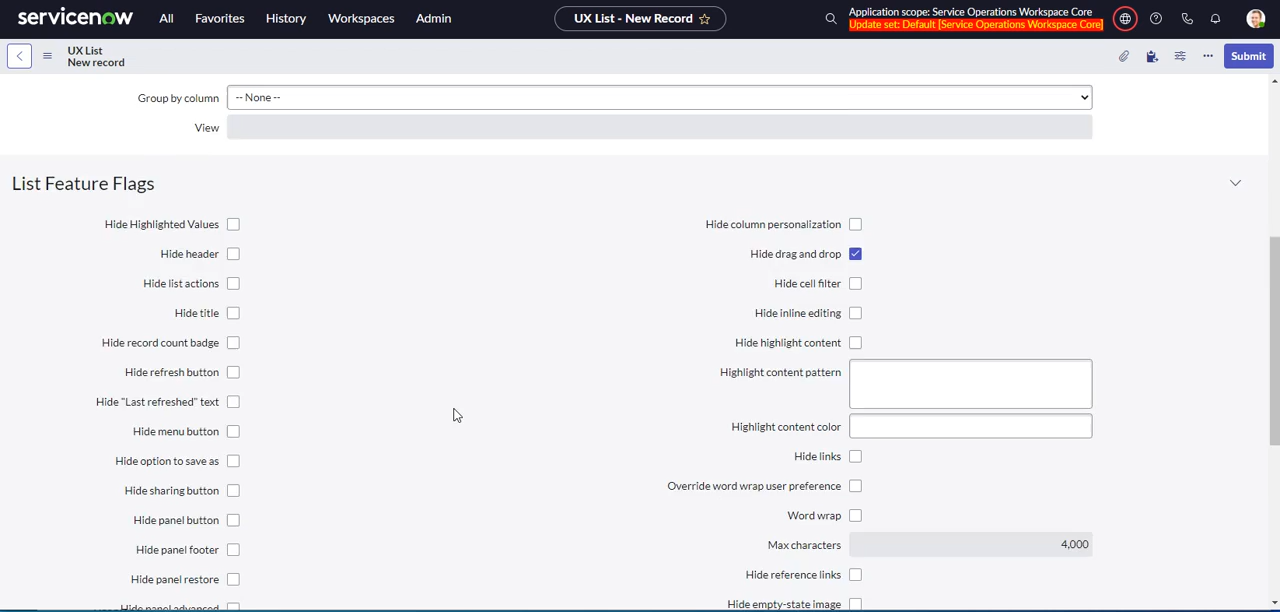 servicenow
All
Favorites
History
Workspaces
Admin
UX List - New Record
Application scope: Service Operations Workspace Core
Update set: Default [Service Operations Workspace Core]
UX List
New record
Submit
Group by column
-- None --
View
List Feature Flags
Hide Highlighted Values
Hide header
Hide list actions
Hide title
Hide record count badge
Hide refresh button
Hide "Last refreshed" text
Hide menu button
Hide option to save as
Hide sharing button
Hide panel button
Hide panel footer
Hide panel restore
Hide panel advanced
Hide column personalization
Hide drag and drop
Hide cell filter
Hide inline editing
Hide highlight content
Highlight content pattern
Highlight content color
Hide links
Override word wrap user preference
Word wrap
Max characters
4,000
Hide reference links
Hide empty-state image